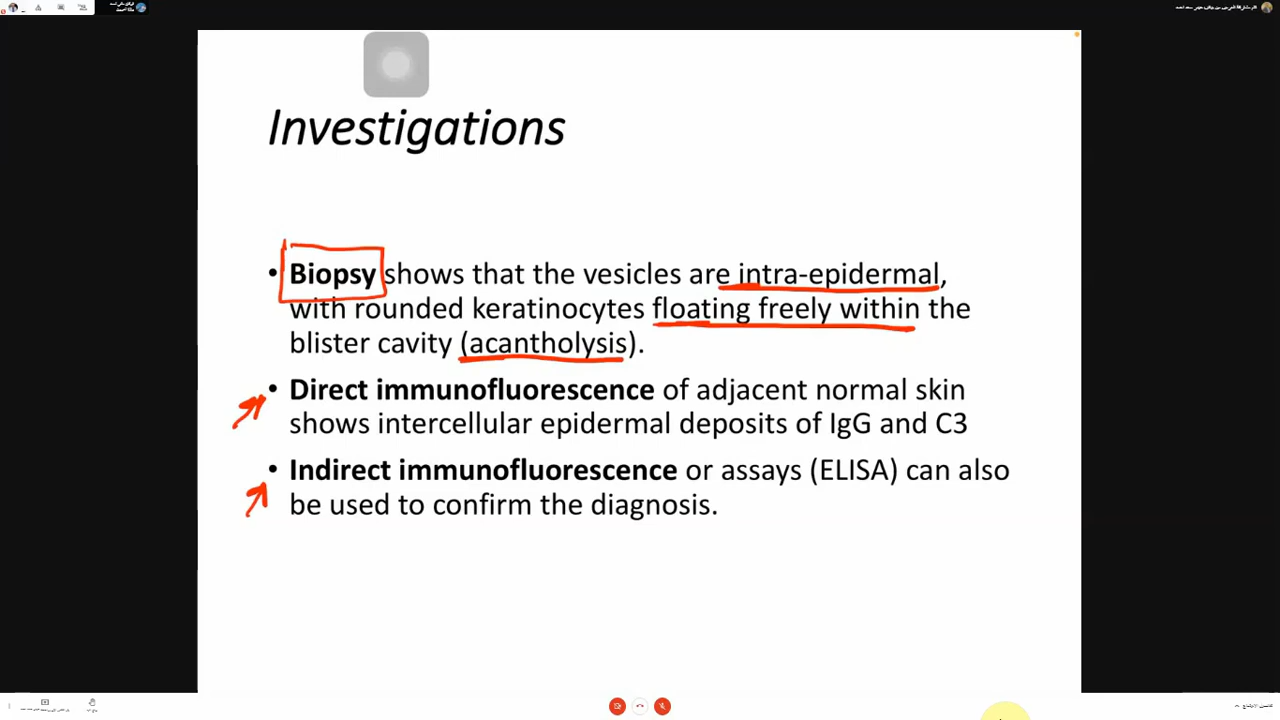 Investigations
• Biopsy shows that the vesicles are intra-epidermal,
with rounded keratinocytes floating freely within the
blister cavity (acantholysis).
• Direct immunofluorescence of adjacent normal skin
shows intercellular epidermal deposits of IgG and C3
• Indirect immunofluorescence or assays (ELISA) can also
be used to confirm the diagnosis.